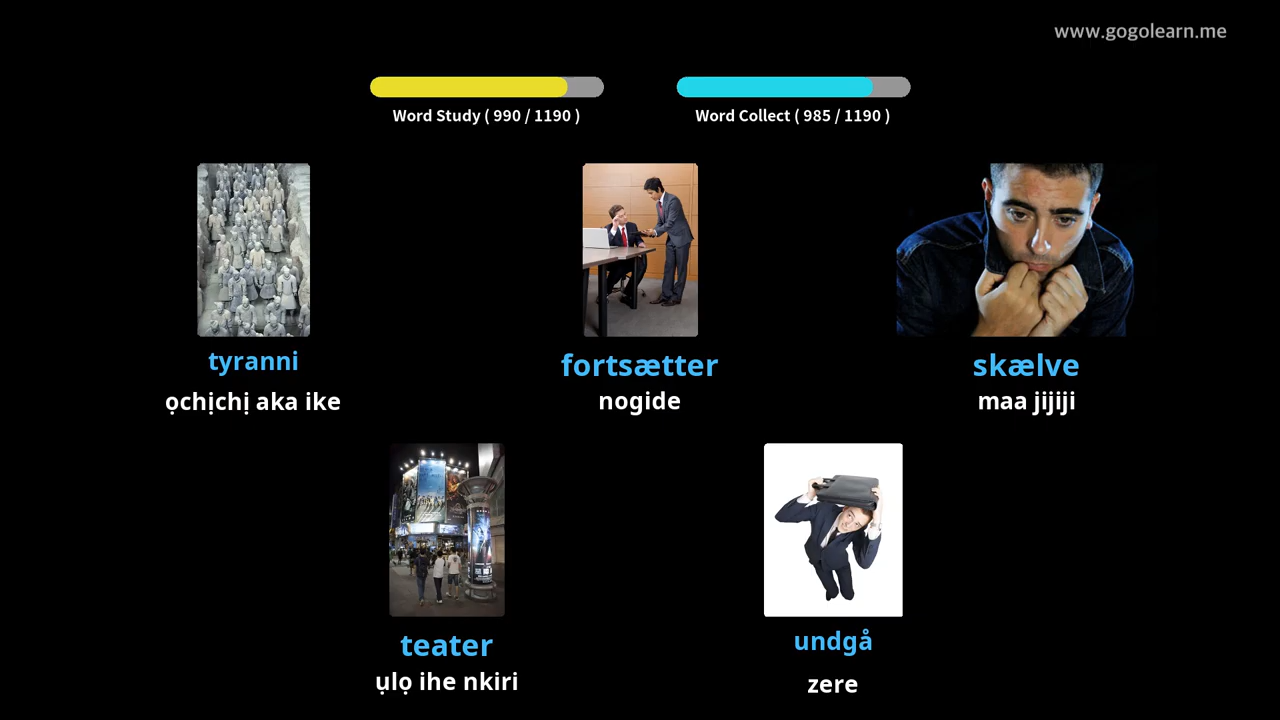 www.gogolearn.me
Word Study ( 990 / 1190 )
Word Collect ( 985 / 1190 )
tyranni
ọchịchị aka ike
fortsætter
nogide
skælve
maa jijiji
teater
ụlọ ihe nkiri
undgå
zere